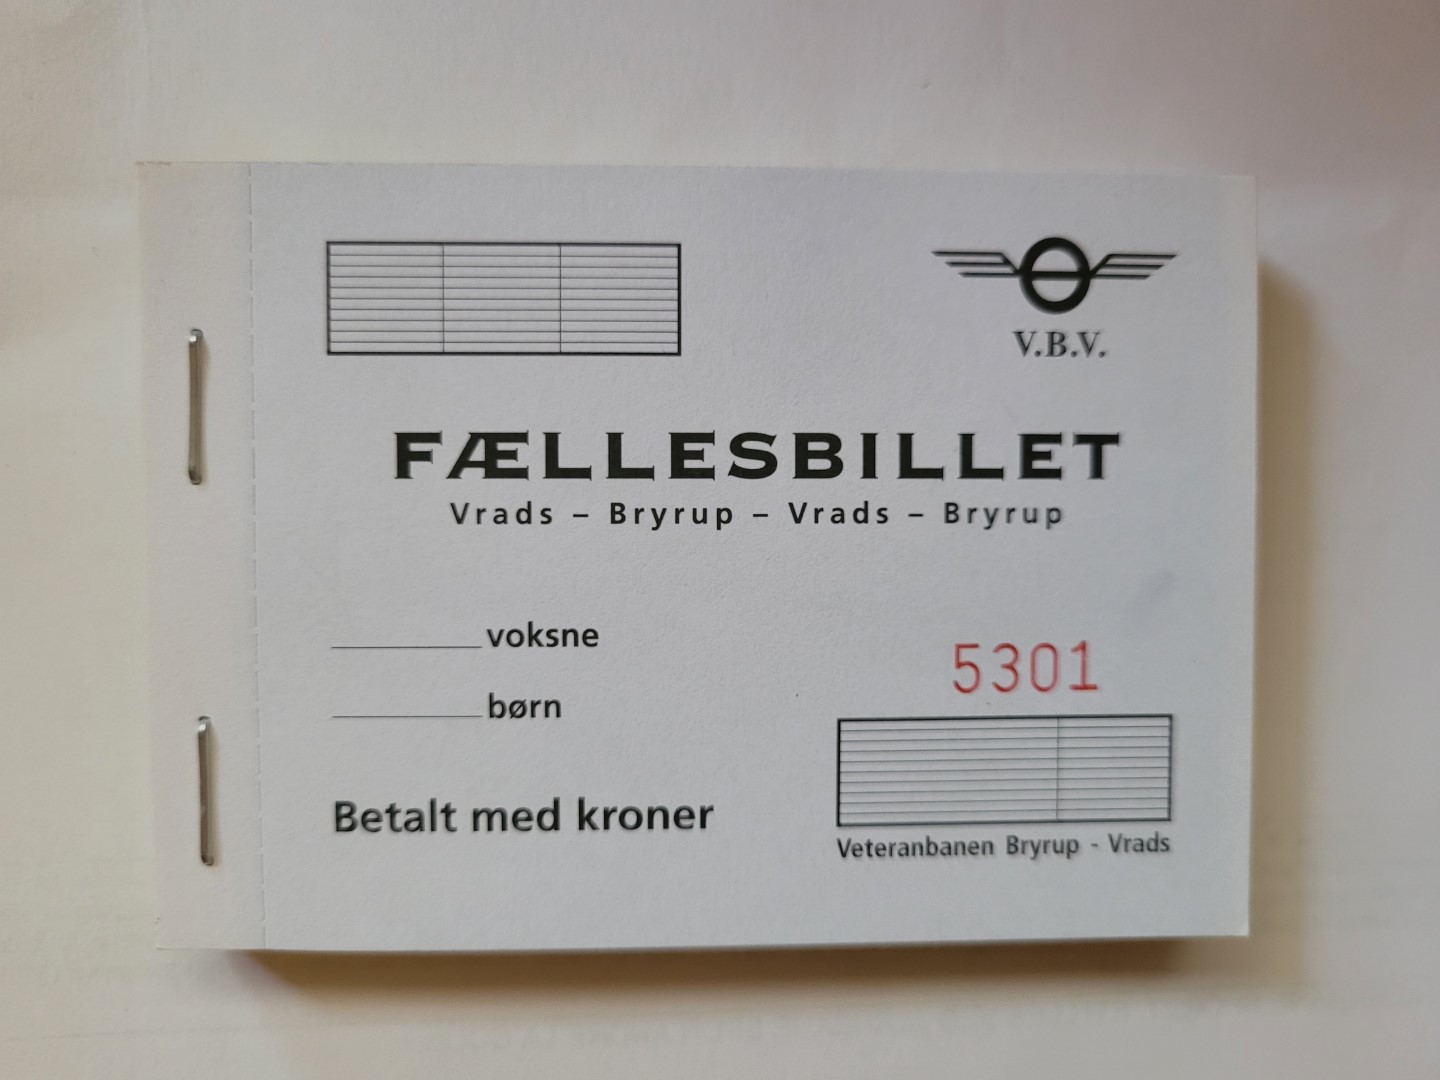 V.B.V.
FÆLLESBILLET
Vrads – Bryrup – Vrads – Bryrup
voksne
børn
5301
Betalt med kroner
Veteranbanen Bryrup - Vrads